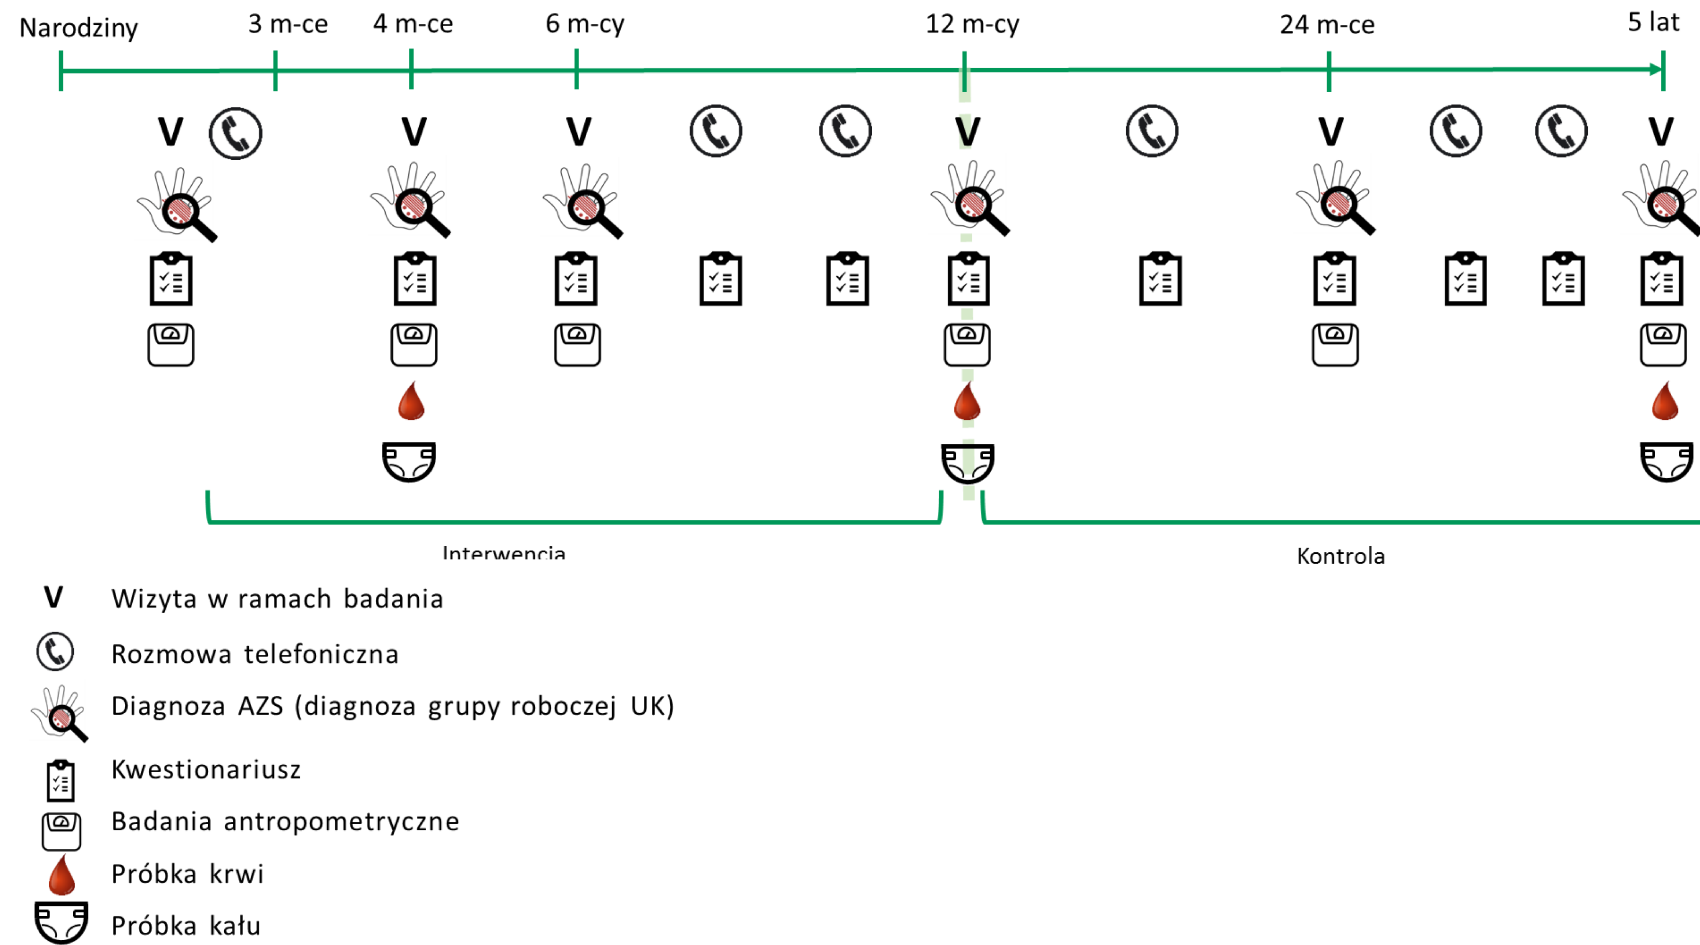 Narodziny 3 m-ce 4 m-ce 6 m-cy 12 m-cy 24 m-ce 5 lat
V V V V V V
Interwencja Kontrola
V Wizyta w ramach badania
Rozmowa telefoniczna
Diagnoza AZS (diagnoza grupy roboczej UK)
Kwestionariusz
Badania antropometryczne
Próbka krwi
Próbka kału